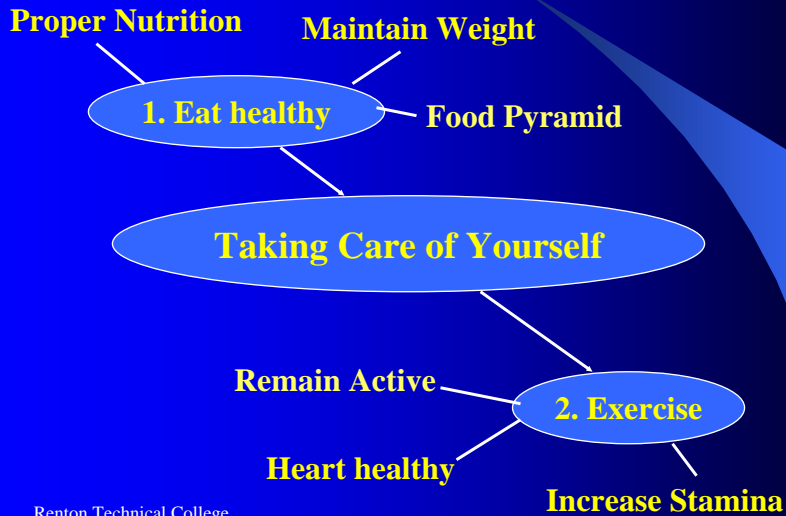 Proper Nutrition
Maintain Weight
1. Eat healthy
Food Pyramid
Taking Care of Yourself
Remain Active
2. Exercise
Heart healthy
Increase Stamina
Renton Technical College